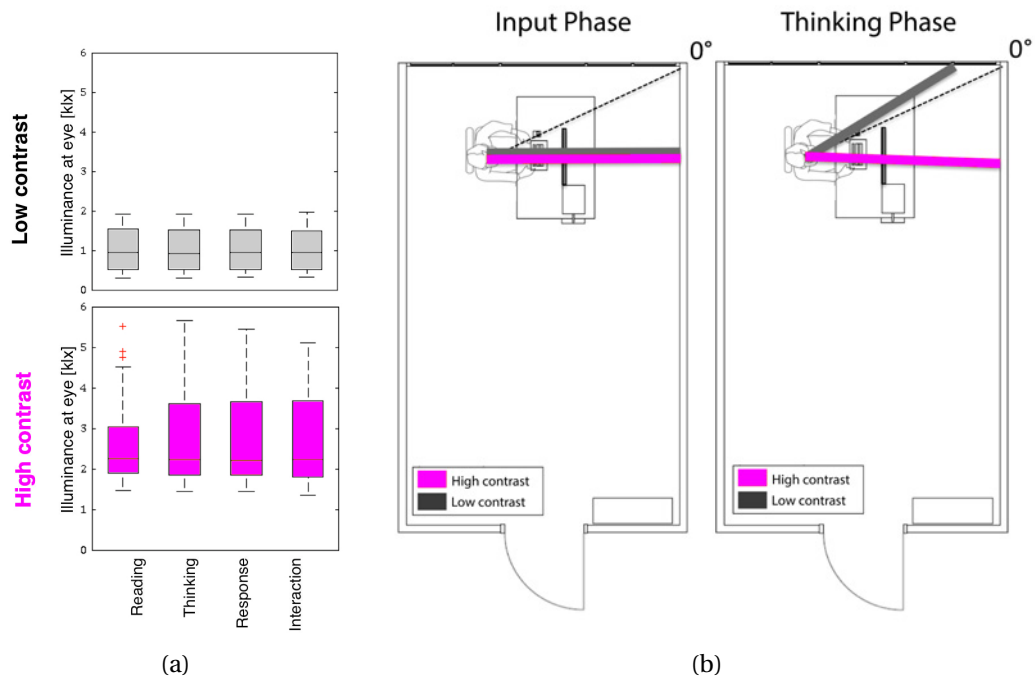 Low contrast
Illuminance at eye [klx]
6
5
4
3
2
1
0
High contrast
Illuminance at eye [klx]
6
5
4
3
2
1
0
Reading
Thinking
Response
Interaction
(a)
Input Phase
0°
High contrast
Low contrast
Thinking Phase
0°
High contrast
Low contrast
(b)